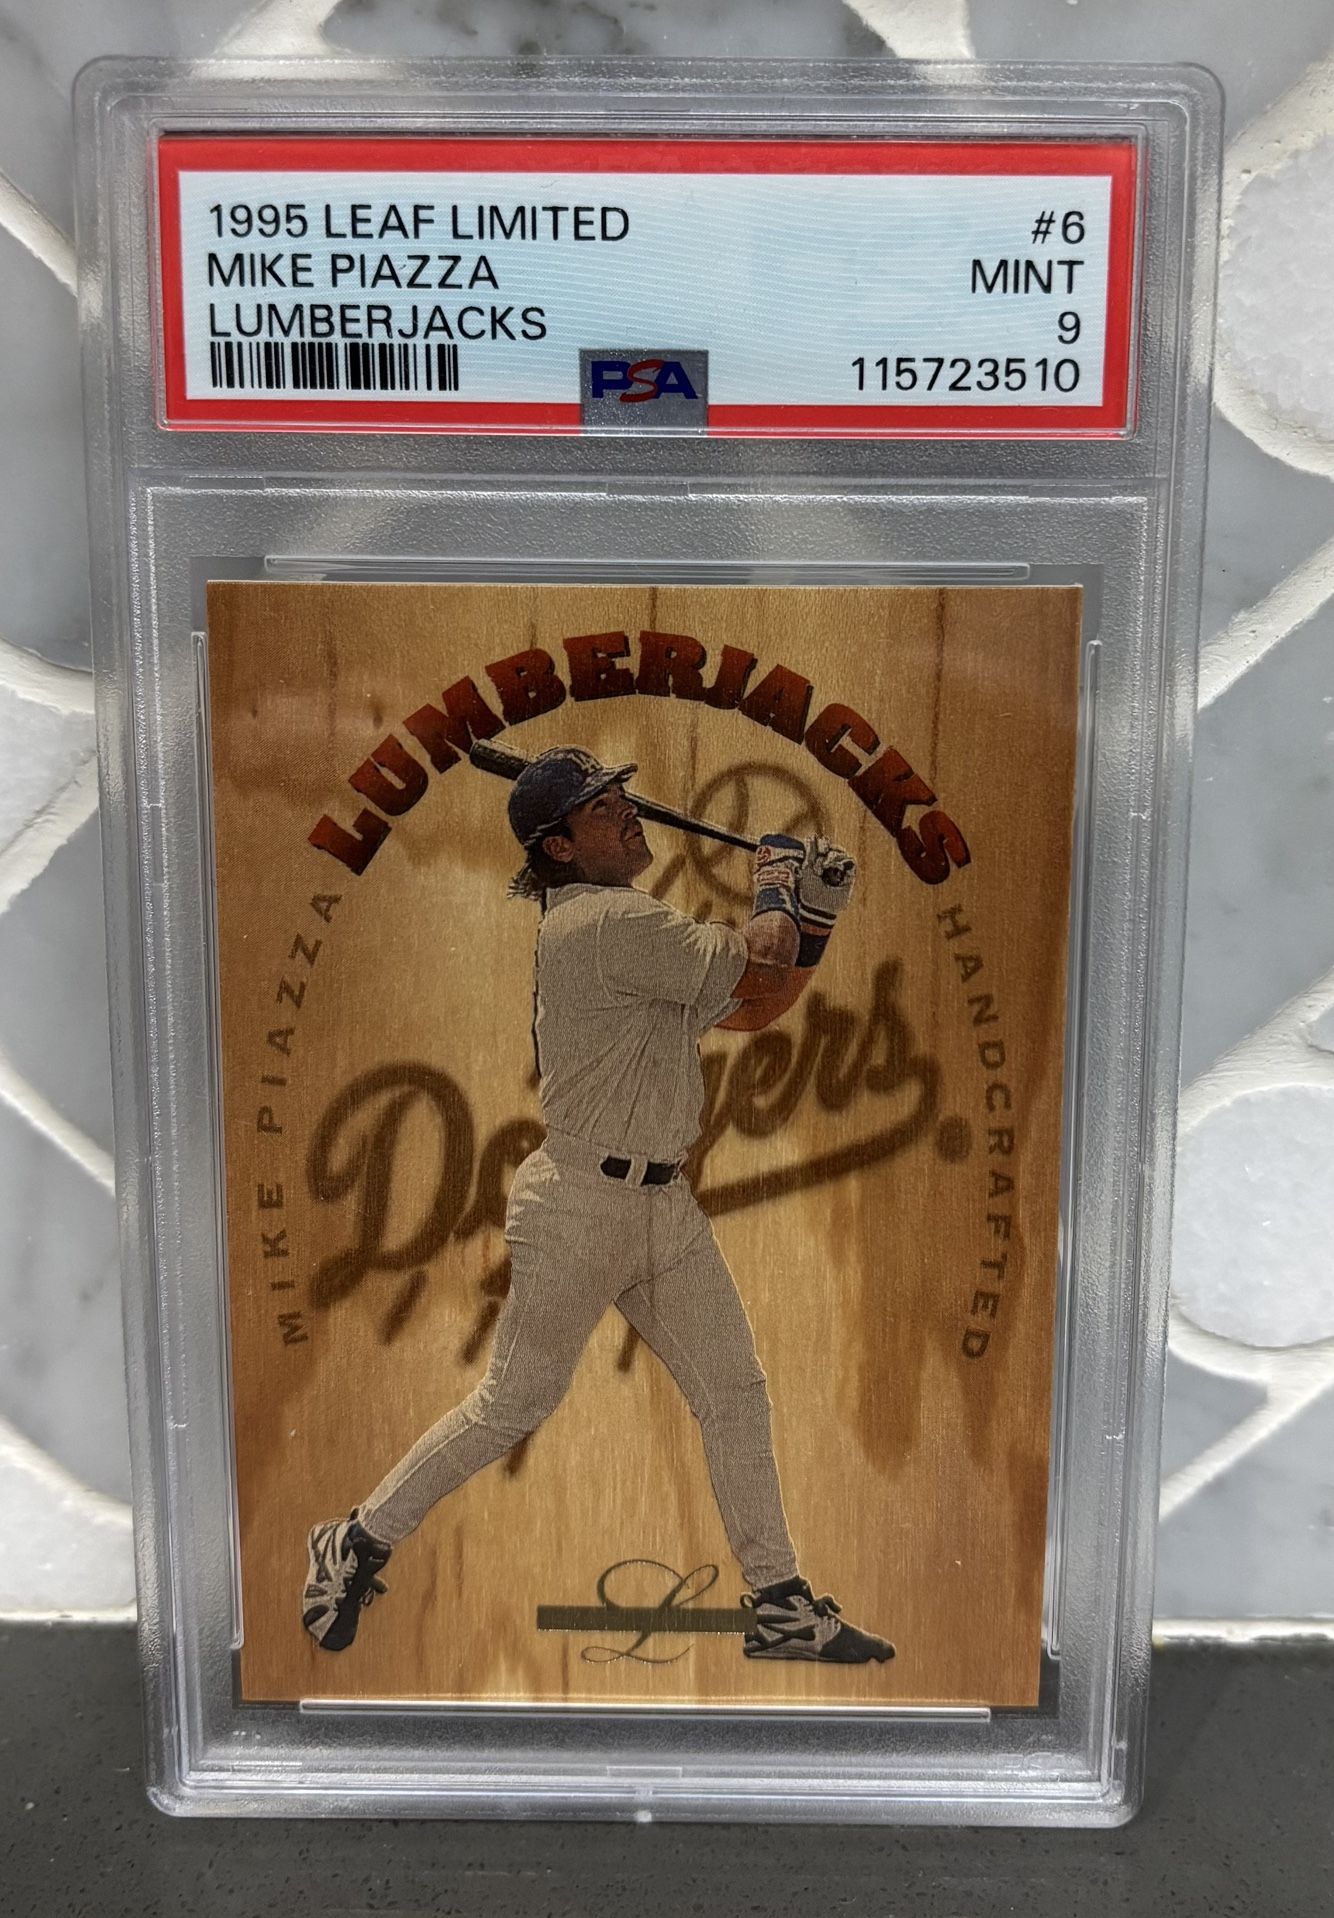 1995 LEAF LIMITED #6
MIKE PIAZZA MINT
LUMBERJACKS 9
PSA 115723510
LUMBERJACKS
MIKE PIAZZA
HANDCRAFTED
Dodgers
L